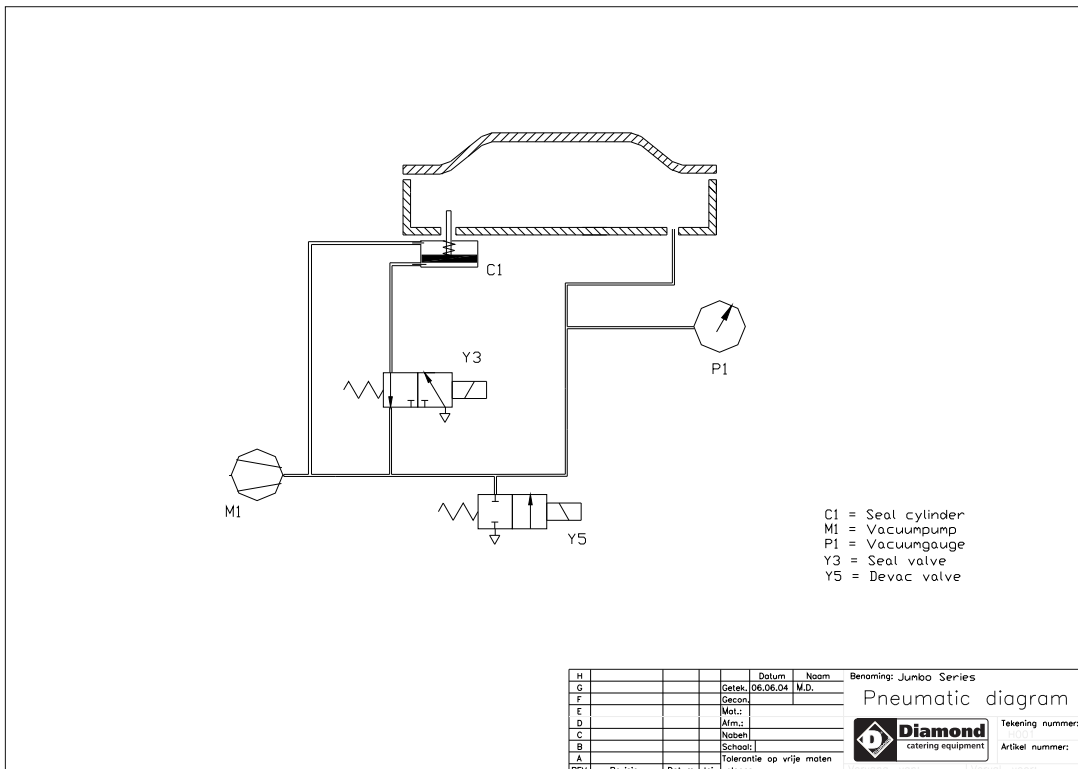 C1
Y3
P1
M1
Y5
C1 = Seal cylinder
M1 = Vacuumpump
P1 = Vacuumgauge
Y3 = Seal valve
Y5 = Devac valve
H Datum Naam Benaming: Jumbo Series
G Getek. 06.06.04 M.D. Pneumatic diagram
F Gecon.
E Mat.:
D Afm.: Diamond Tekening nummer:
C Nabeh catering equipment H001
B Schaal: Artikel nummer:
A Tolerantie op vrije maten